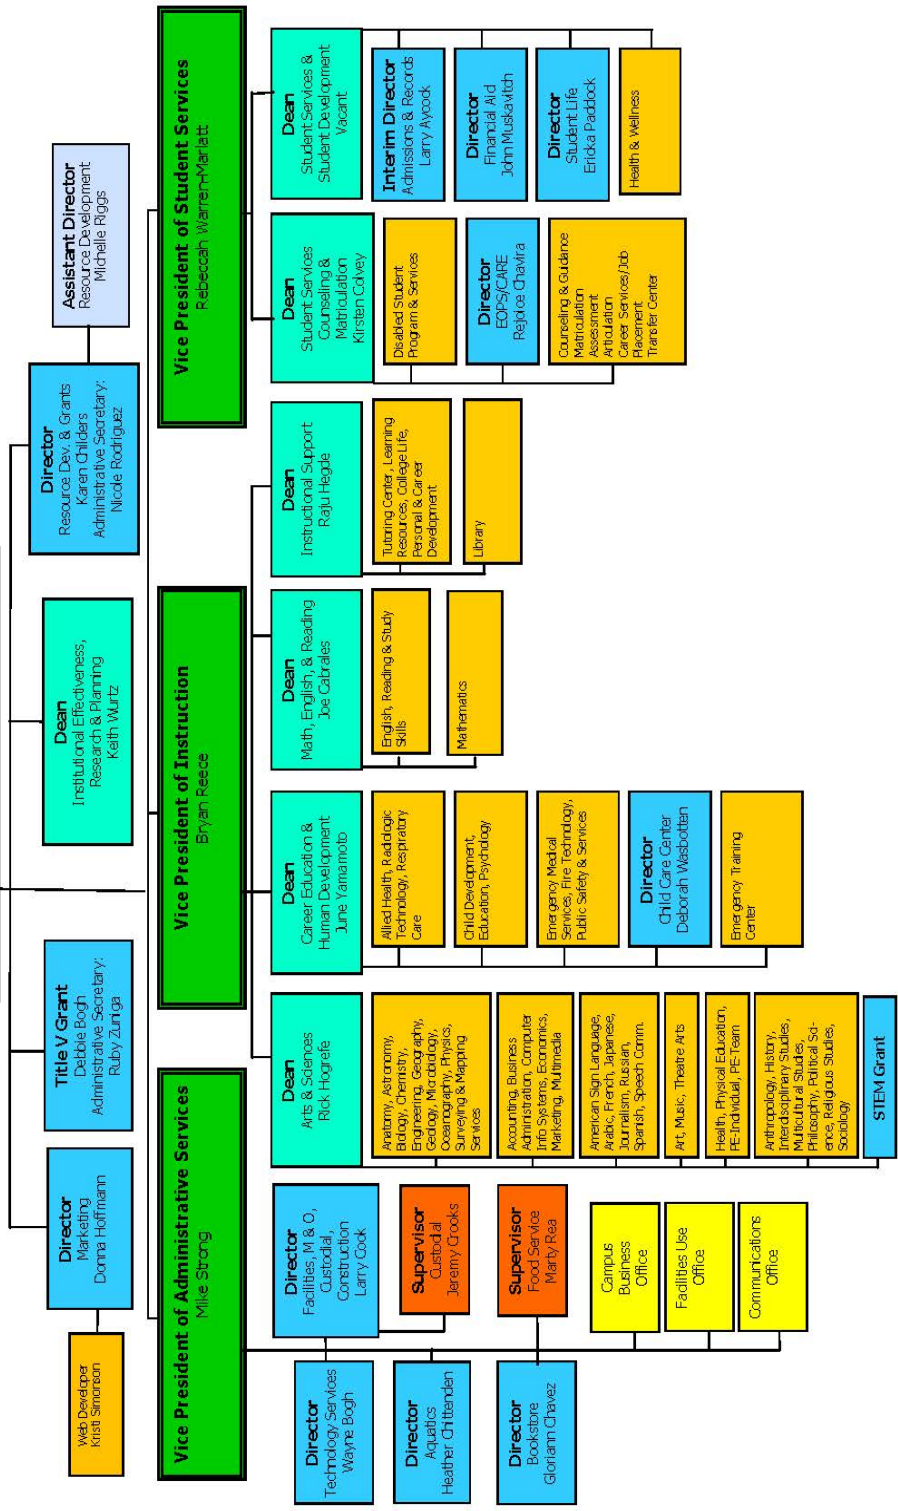 Web Developer
Kristi Simonson
Director
Marketing
Donna Hoffmann
Title V Grant
Debbie Bogh
Administrative Secretary:
Ruby Zuniga
Dean
Institutional Effectiveness,
Research & Planning
Keith Wurtz
Director
Resource Dev. & Grants
Karen Childers
Administrative Secretary:
Nicole Rodriguez
Assistant Director
Resource Development
Michelle Riggs
Vice President of Administrative Services
Mike Strong
Director
Technology Services
Wayne Bogh
Director
Aquatics
Heather Chittenden
Director
Bookstore
Gloriann Chavez
Director
Facilities, M & O,
Custodial,
Construction
Larry Cook
Supervisor
Custodial
Jeremy Crooks
Supervisor
Food Service
Marty Rea
Campus
Business
Office
Facilities Use
Office
Communications
Office
Vice President of Instruction
Bryan Reece
Dean
Arts & Sciences
Rick Hogrefe
Anatomy, Astronomy,
Biology, Chemistry,
Engineering, Geography,
Geology, Microbiology,
Oceanography, Physics,
Surveying & Mapping
Services
Accounting, Business
Administration, Computer
Info Systems, Economics,
Marketing, Multimedia
American Sign Language,
Arabic, French, Japanese,
Journalism, Russian,
Spanish, Speech Comm.
Art, Music, Theatre Arts
Health, Physical Education,
PE-Individual, PE-Team
Anthropology, History,
Interdisciplinary Studies,
Multicultural Studies,
Philosophy, Political Sci-
ence, Religious Studies,
Sociology
STEM Grant
Dean
Career Education &
Human Development
June Yamamoto
Allied Health, Radiologic
Technology, Respiratory
Care
Child Development,
Education, Psychology
Emergency Medical
Services, Fire Technology,
Public Safety & Services
Director
Child Care Center
Deborah Wasbotten
Emergency Training
Center
Dean
Math, English, & Reading
Joe Cabrales
English, Reading & Study
Skills
Mathematics
Dean
Instructional Support
Raju Hegde
Tutoring Center, Learning
Resources, College Life,
Personal & Career
Development
Library
Vice President of Student Services
Rebeccah Warren-Marlatt
Dean
Student Services
Counseling &
Matriculation
Kirsten Colvey
Disabled Student
Program & Services
Director
EOPS/CARE
Rejoice Chavira
Counseling & Guidance
Matriculation
Assessment
Articulation
Career Services/Job
Placement
Transfer Center
Dean
Student Services &
Student Development
Vacant
Interim Director
Admissions & Records
Larry Aycock
Director
Financial Aid
John Muskavitch
Director
Student Life
Ericka Paddock
Health & Wellness